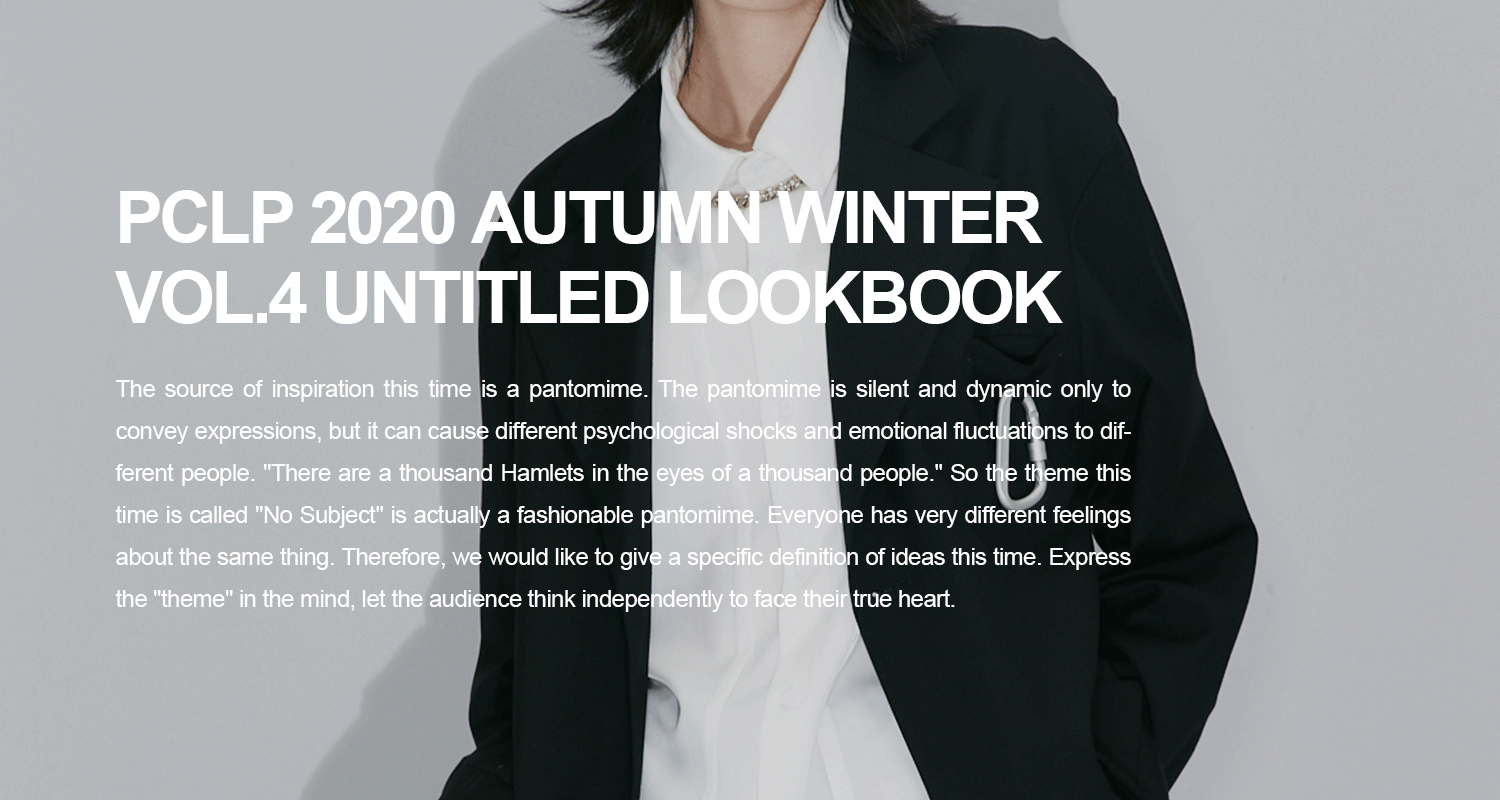 PCLP 2020 AUTUMN WINTER
VOL.4 UNTITLED LOOKBOOK
The source of inspiration this time is a pantomime. The pantomime is silent and dynamic only to
convey expressions, but it can cause different psychological shocks and emotional fluctuations to dif-
ferent people. "There are a thousand Hamlets in the eyes of a thousand people." So the theme this
time is called "No Subject" is actually a fashionable pantomime. Everyone has very different feelings
about the same thing. Therefore, we would like to give a specific definition of ideas this time. Express
the "theme" in the mind, let the audience think independently to face their true heart.